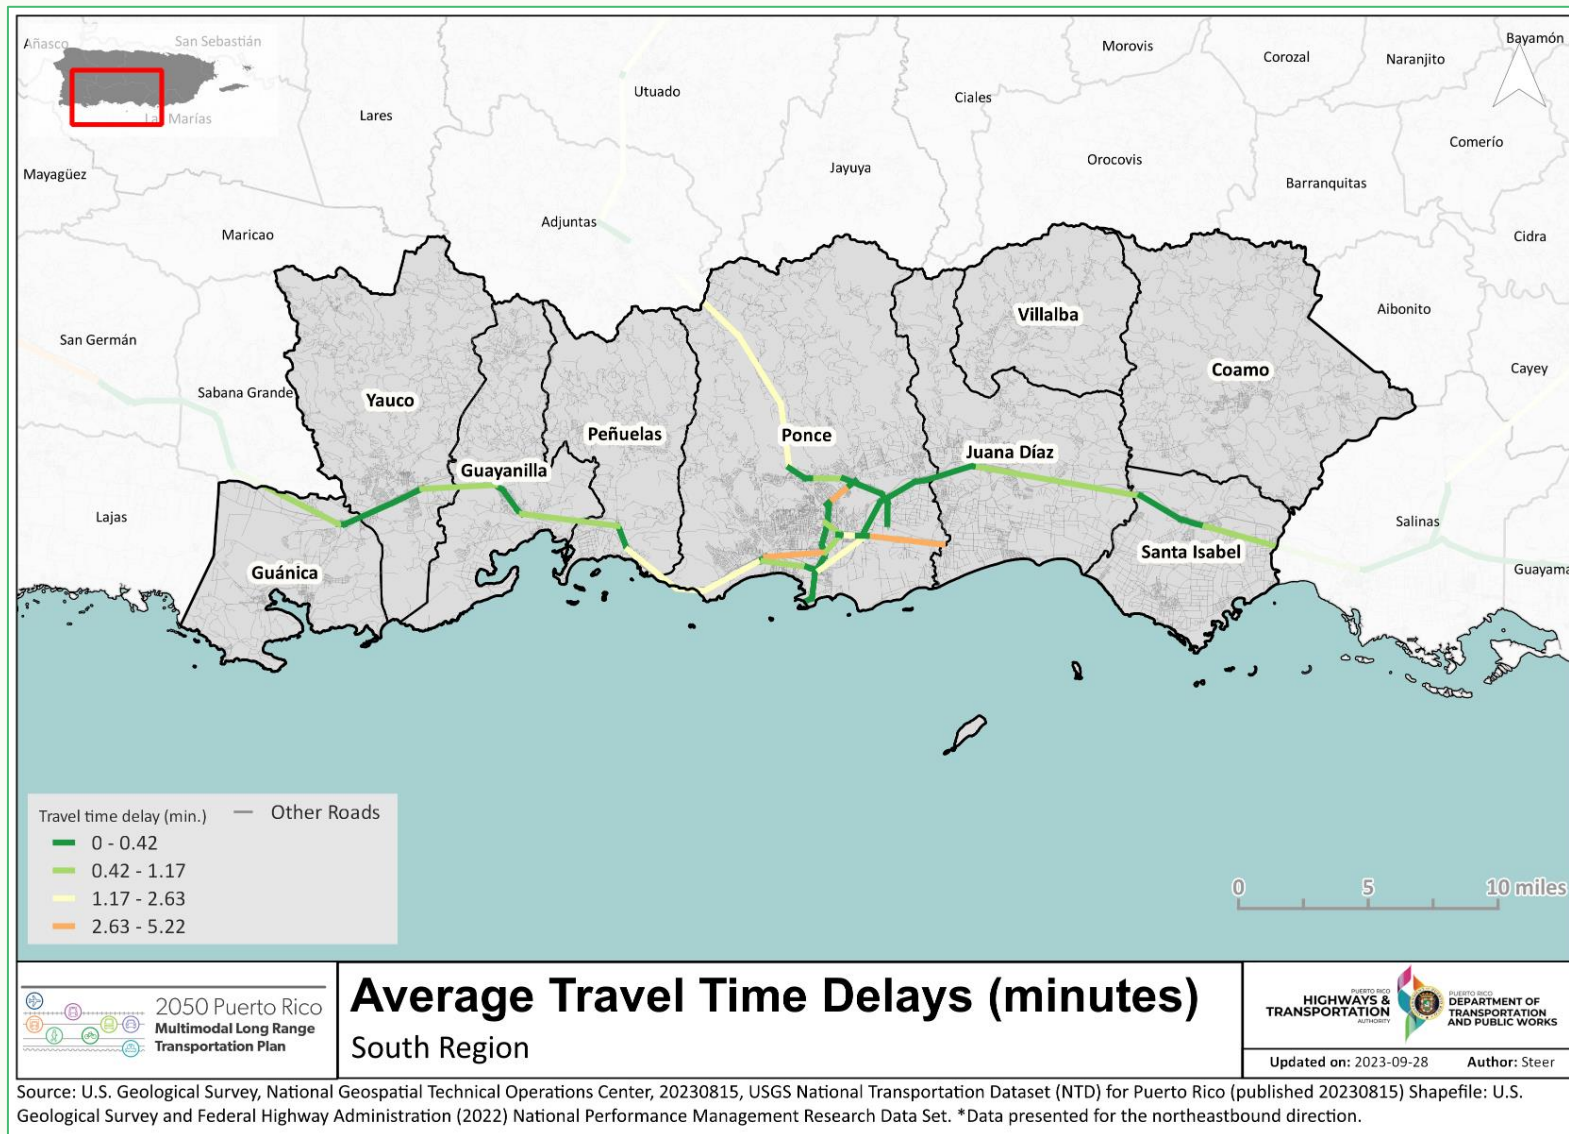 Añasco
San Sebastián
Las Marías
Mayagüez
Lares
Utuado
Morovis
Corozal
Naranjito
Bayamón
Ciales
Comerío
Jayuya
Orocovis
Barranquitas
Maricao
Adjuntas
Cidra
San Germán
Sabana Grande
Aibonito
Cayey
Lajas
Salinas
Guayama
Yauco
Guayanilla
Peñuelas
Ponce
Villalba
Juana Díaz
Coamo
Guánica
Santa Isabel
Travel time delay (min.)
Other Roads
0 - 0.42
0.42 - 1.17
1.17 - 2.63
2.63 - 5.22
0 5 10 miles
2050 Puerto Rico
Multimodal Long Range
Transportation Plan
Average Travel Time Delays (minutes)
South Region
PUERTO RICO
HIGHWAYS &
TRANSPORTATION
AUTHORITY
PUERTO RICO
DEPARTMENT OF
TRANSPORTATION
AND PUBLIC WORKS
Updated on: 2023-09-28 Author: Steer
Source: U.S. Geological Survey, National Geospatial Technical Operations Center, 20230815, USGS National Transportation Dataset (NTD) for Puerto Rico (published 20230815) Shapefile: U.S.
Geological Survey and Federal Highway Administration (2022) National Performance Management Research Data Set. *Data presented for the northeastbound direction.